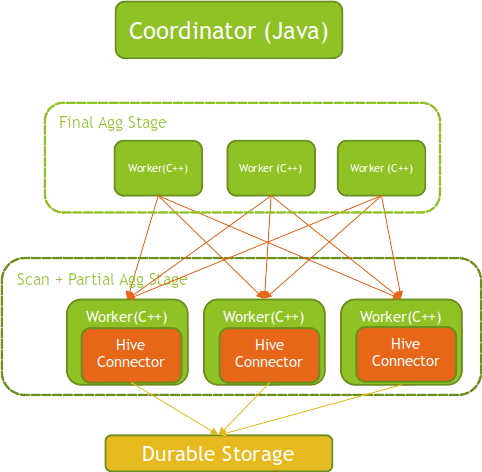 Coordinator (Java)
Final Agg Stage
Worker(C++)
Worker (C++)
Worker (C++)
Scan + Partial Agg Stage
Worker(C++)
Worker(C++)
Worker(C++)
Hive
Connector
Hive
Connector
Hive
Connector
Durable Storage